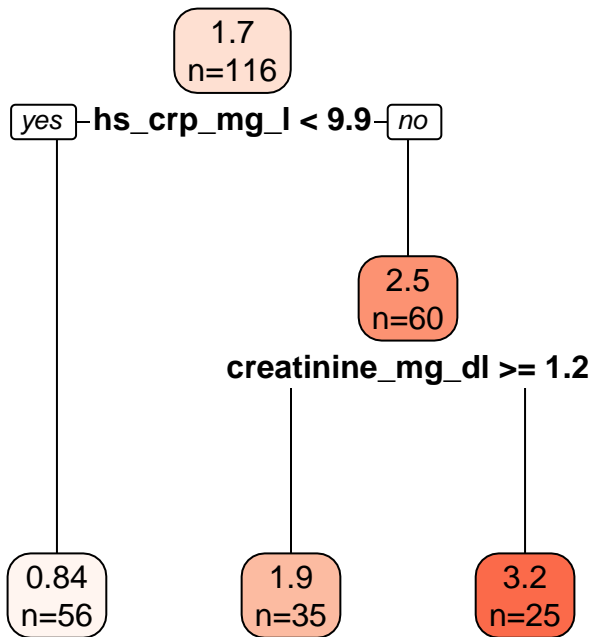 1.7
n=116
yes hs_crp_mg_l < 9.9 no
2.5
n=60
creatinine_mg_dl >= 1.2
0.84
n=56
1.9
n=35
3.2
n=25